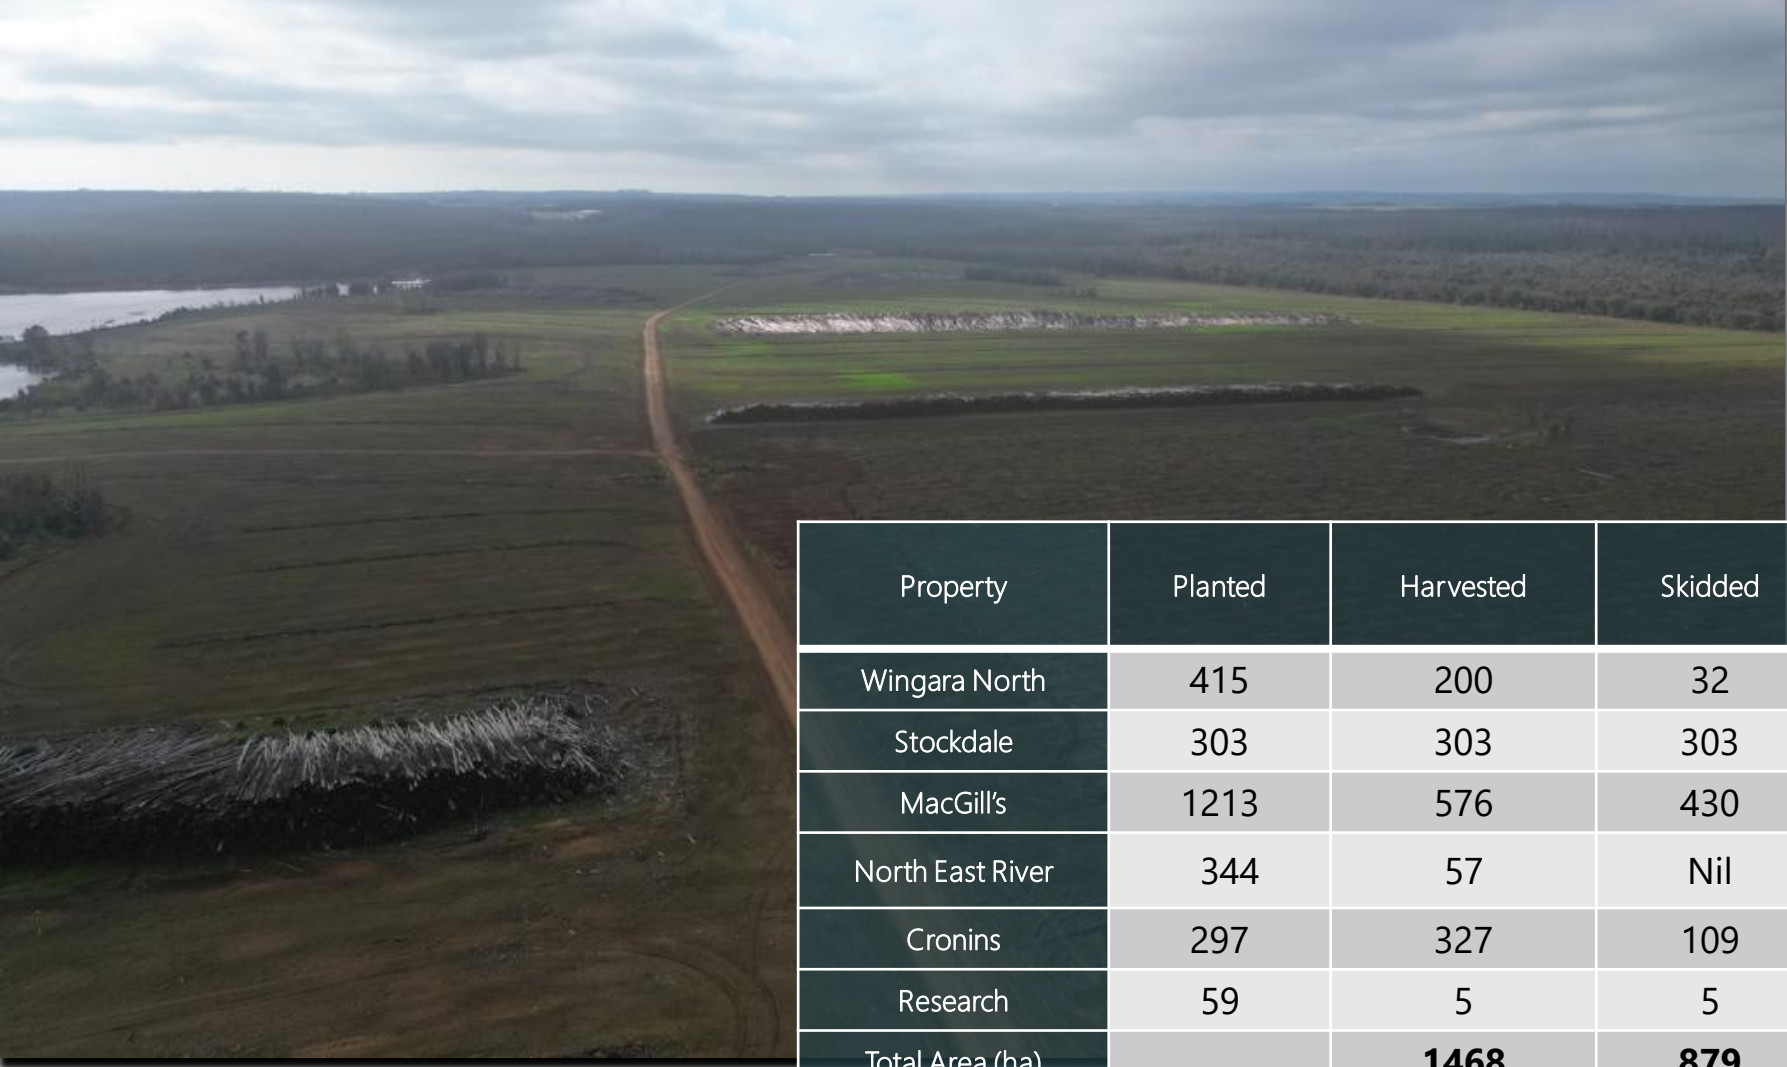 Property Planted Harvested Skidded
Wingara North 415 200 32
Stockdale 303 303 303
MacGill's 1213 576 430
North East River 344 57 Nil
Cronins 297 327 109
Research 59 5 5
Total Area (ha) 1468 879